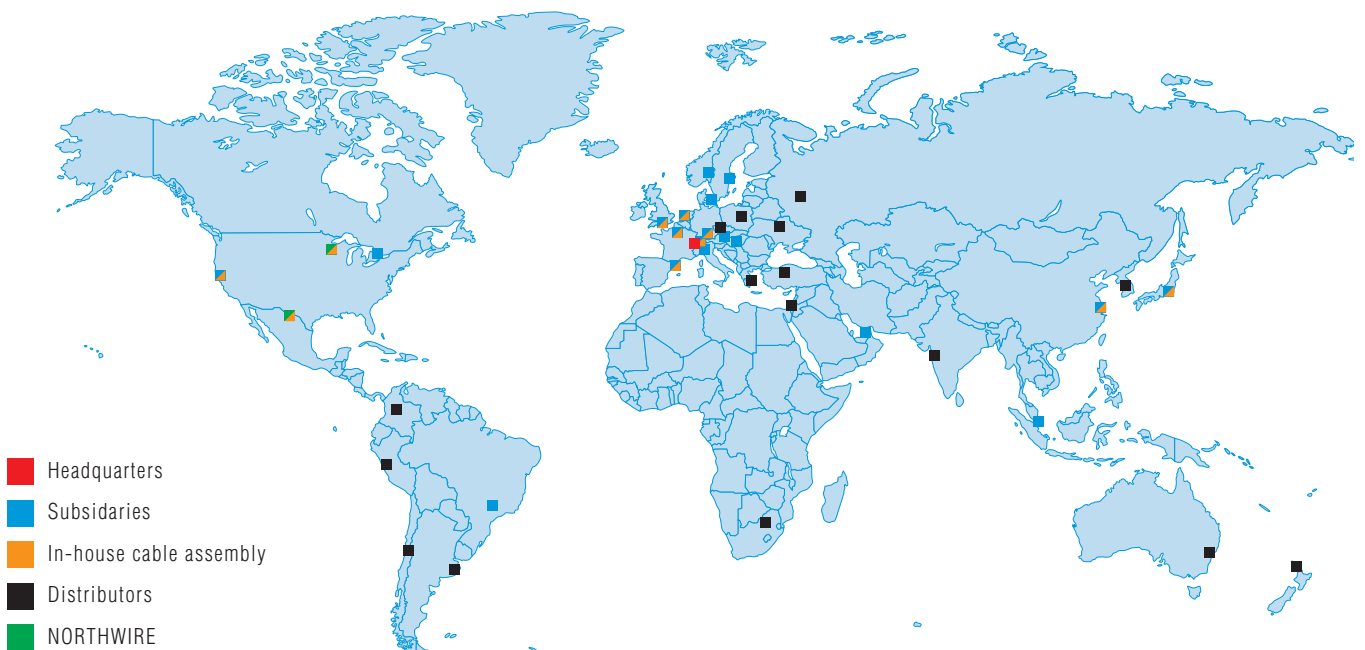 Headquarters
Subsidaries
In-house cable assembly
Distributors
NORTHWIRE